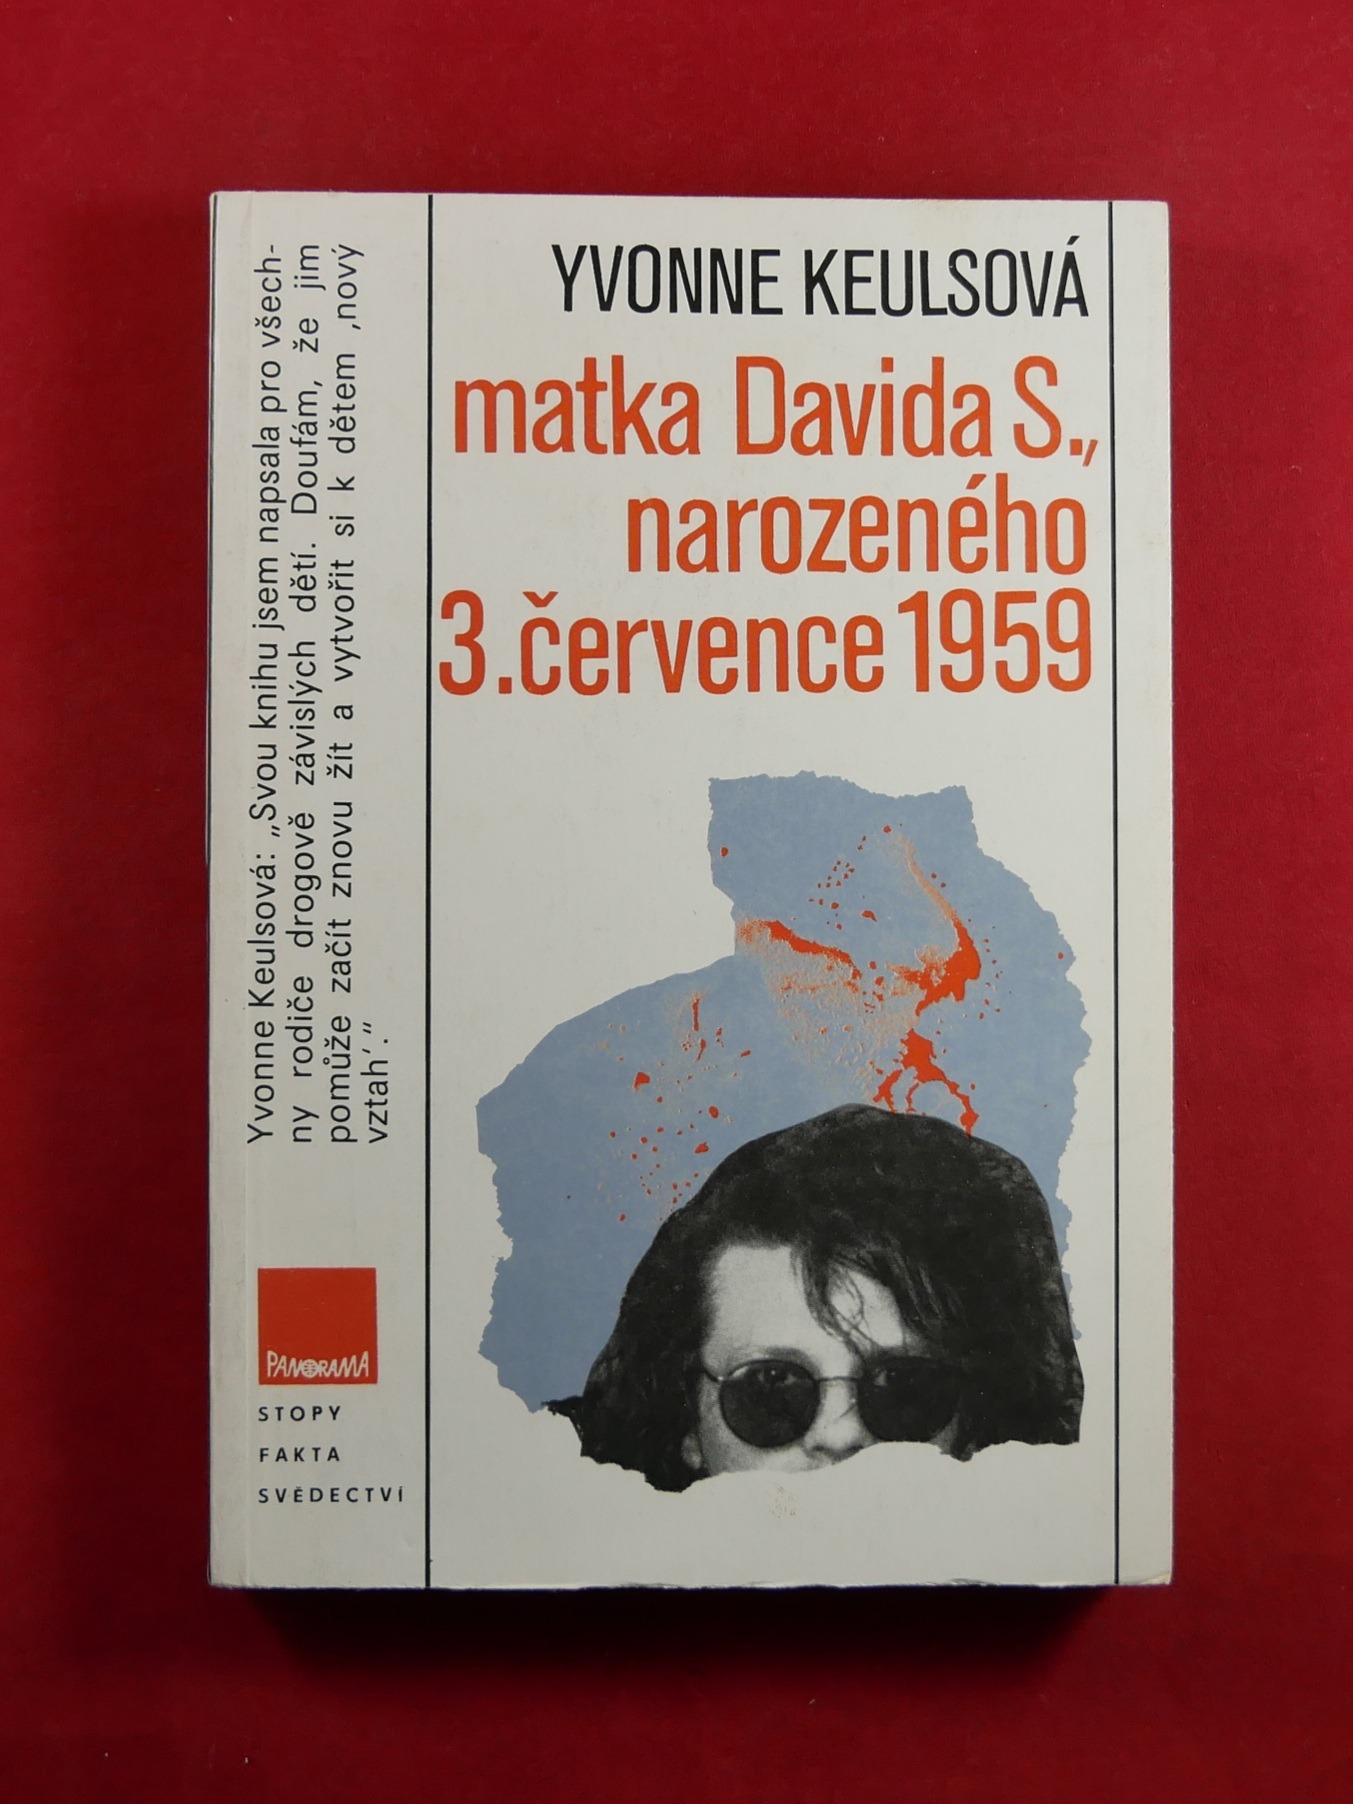 YVONNE KEULSOVÁ
matka Davida S.,
narozeného
3. července 1959
Yvonne Keulsová: „Svou knihu jsem napsala pro všech-
ny rodiče drogově závislých dětí. Doufám, že jim
pomůže začít znovu žít a vytvořit si k dětem ‚nový
vztah‘.“
PANORAMA
STOPY
FAKTA
SVĚDECTVÍ